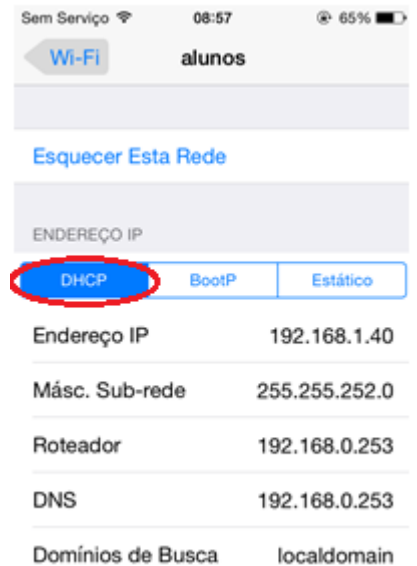 Sem Serviço 08:57 65%
Wi-Fi alunos
Esquecer Esta Rede
ENDEREÇO IP
DHCP BootP Estático
Endereço IP 192.168.1.40
Másc. Sub-rede 255.255.252.0
Roteador 192.168.0.253
DNS 192.168.0.253
Domínios de Busca localdomain